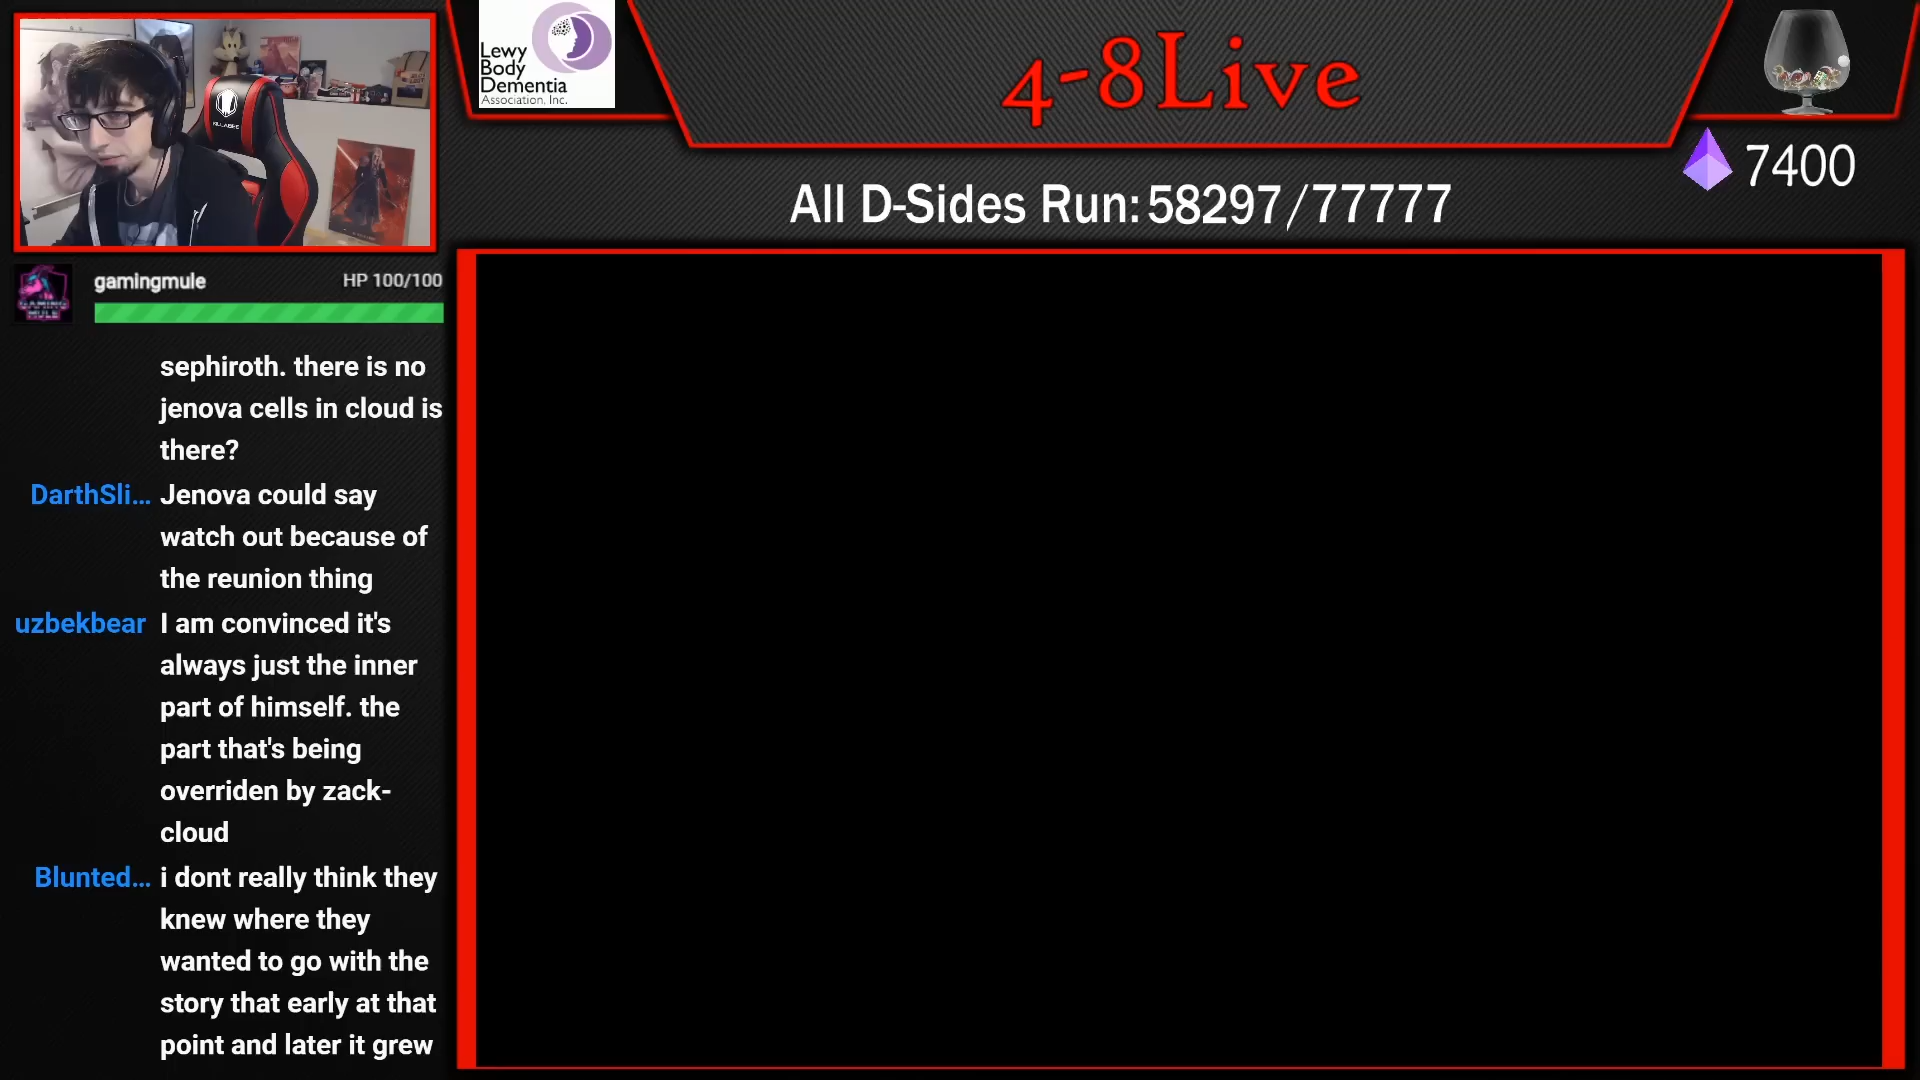 Lewy
Body
Dementia
Association, Inc.
4-8Live
7400
All D-Sides Run: 58297/77777
KILLABEE
gamingmule HP 100/100
sephiroth. there is no
jenova cells in cloud is
there?
DarthSli... Jenova could say
watch out because of
the reunion thing
uzbekbear I am convinced it's
always just the inner
part of himself. the
part that's being
overriden by zack-
cloud
Blunted... i dont really think they
knew where they
wanted to go with the
story that early at that
point and later it grew